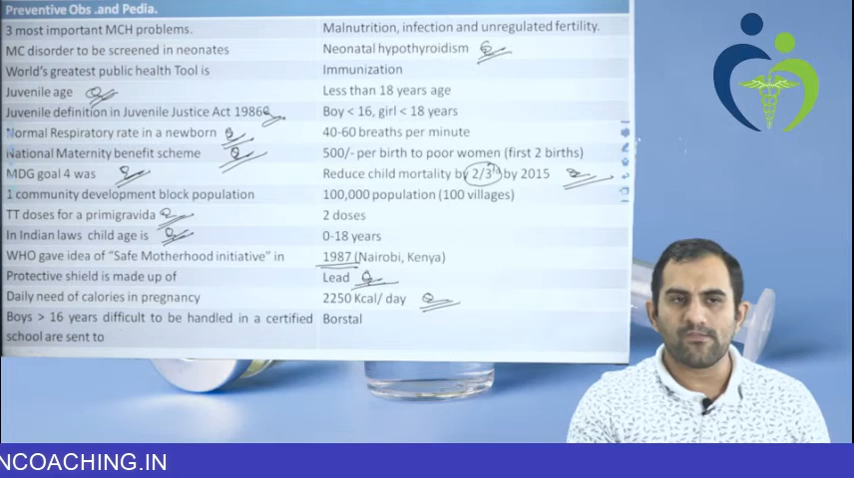 Preventive Obs .and Pedia.
3 most important MCH problems. Malnutrition, infection and unregulated fertility.
MC disorder to be screened in neonates Neonatal hypothyroidism
World's greatest public health Tool is Immunization
Juvenile age Less than 18 years age
Juvenile definition in Juvenile Justice Act 1986 Boy < 16, girl < 18 years
Normal Respiratory rate in a newborn 40-60 breaths per minute
National Maternity benefit scheme 500/- per birth to poor women (first 2 births)
MDG goal 4 was Reduce child mortality by 2/3rd by 2015
1 community development block population 100,000 population (100 villages)
TT doses for a primigravida 2 doses
In Indian laws child age is 0-18 years
WHO gave idea of "Safe Motherhood initiative" in 1987 (Nairobi, Kenya)
Protective shield is made up of Lead
Daily need of calories in pregnancy 2250 Kcal/ day
Boys > 16 years difficult to be handled in a certified Borstal
school are sent to
NCOACHING.IN